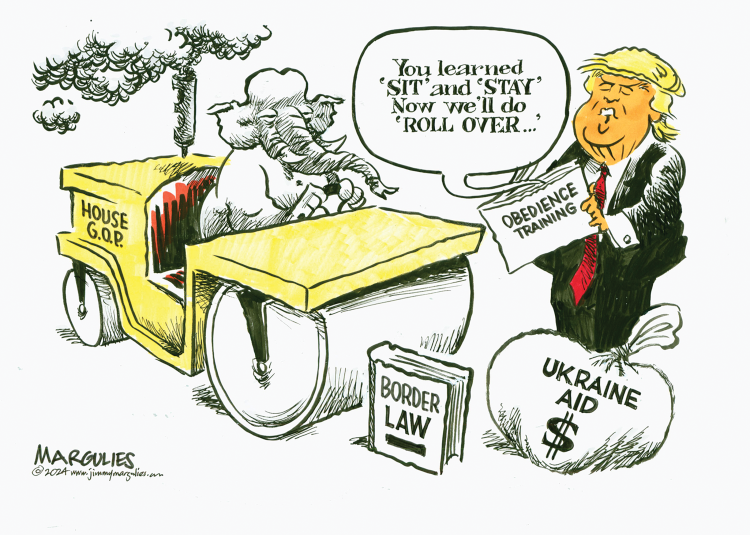 You learned
'SIT' and 'STAY'
Now we'll do
'ROLL OVER...'
HOUSE
G.O.P.
OBEDIENCE
TRAINING
BORDER
LAW
UKRAINE
AID
$
MARGULIES
©2024 www.jimmymargulies.com